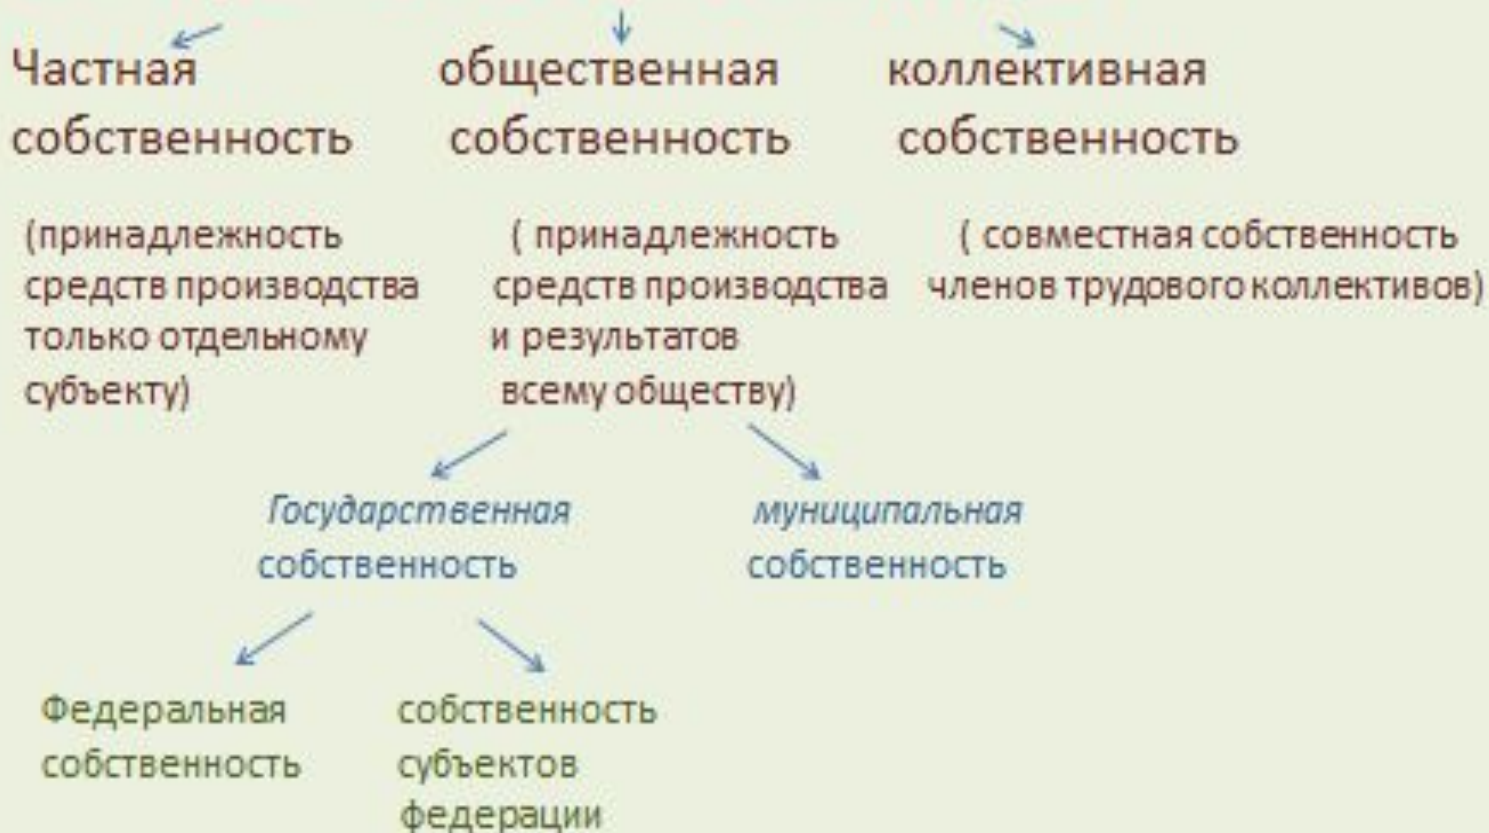 Частная
собственность
общественная
собственность
коллективная
собственность
(принадлежность
средств производства
только отдельному
субъекту)
( принадлежность
средств производства
и результатов
всему обществу)
( совместная собственность
членов трудового коллективов)
Государственная
собственность
муниципальная
собственность
Федеральная
собственность
собственность
субъектов
федерации